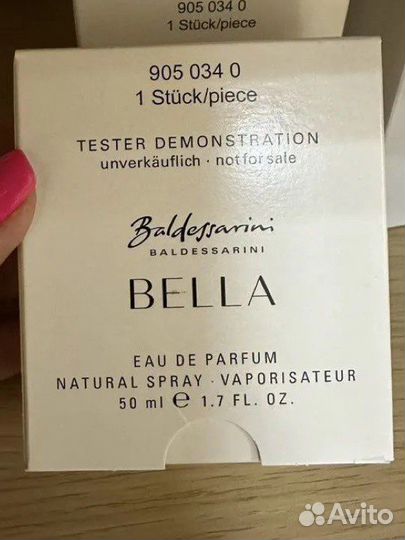 905 034 0
1 Stück/piece
905 034 0
1 Stück/piece
TESTER DEMONSTRATION
unverkäuflich · not for sale
Baldessarini
BALDESSARINI
BELLA
EAU DE PARFUM
NATURAL SPRAY · VAPORISATEUR
50 ml e 1.7 FL. OZ.
Avito